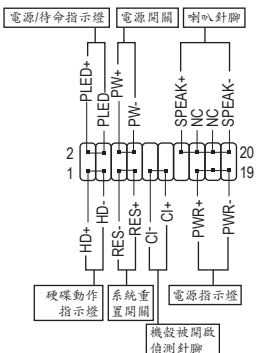 電源/待命指示燈
電源開關
喇叭針腳
PLED+
PLED-
PW+
PW-
SPEAK+
NC
NC
SPEAK-
2
20
1
19
HD+
HD-
RES-
RES+
CI-
CI+
PWR+
PWR-
硬碟動作
指示燈
系統重
置開關
電源指示燈
機殼被開啟
偵測針腳